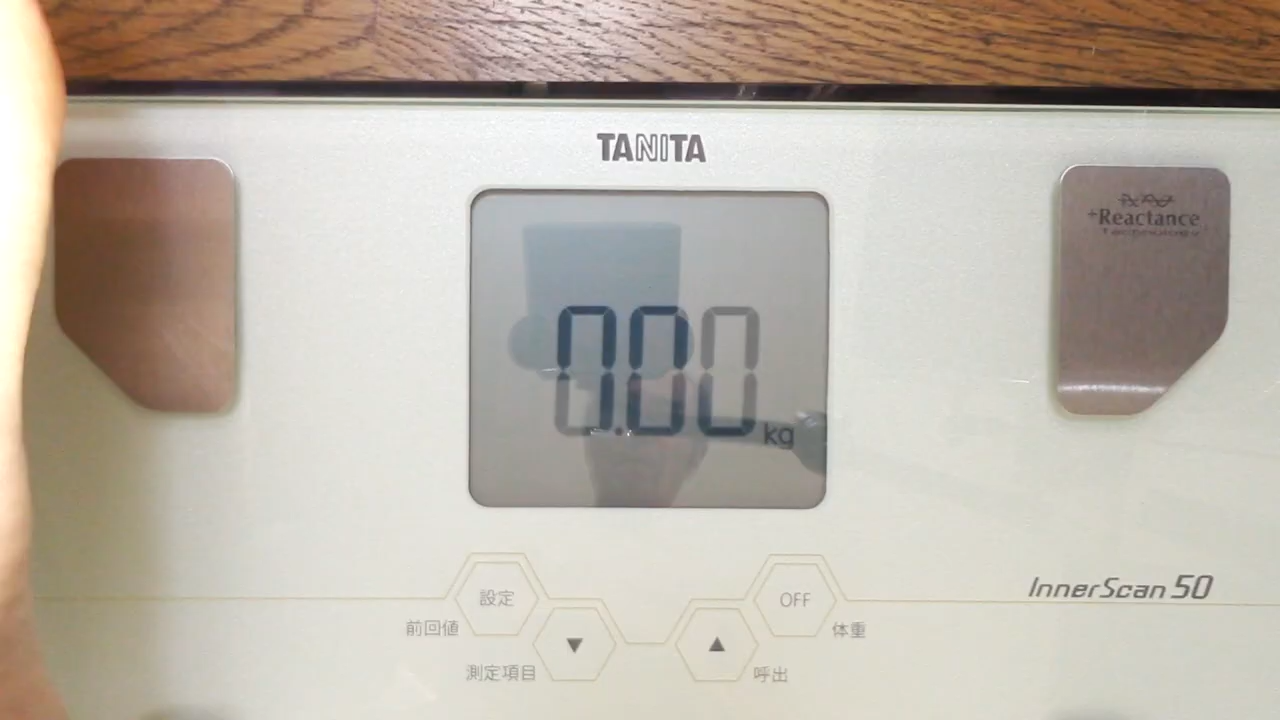 TANITA
+Reactance
Technology
0.00 kg
InnerScan 50
設定
OFF
前回値
体重
▼
▲
測定項目
呼出